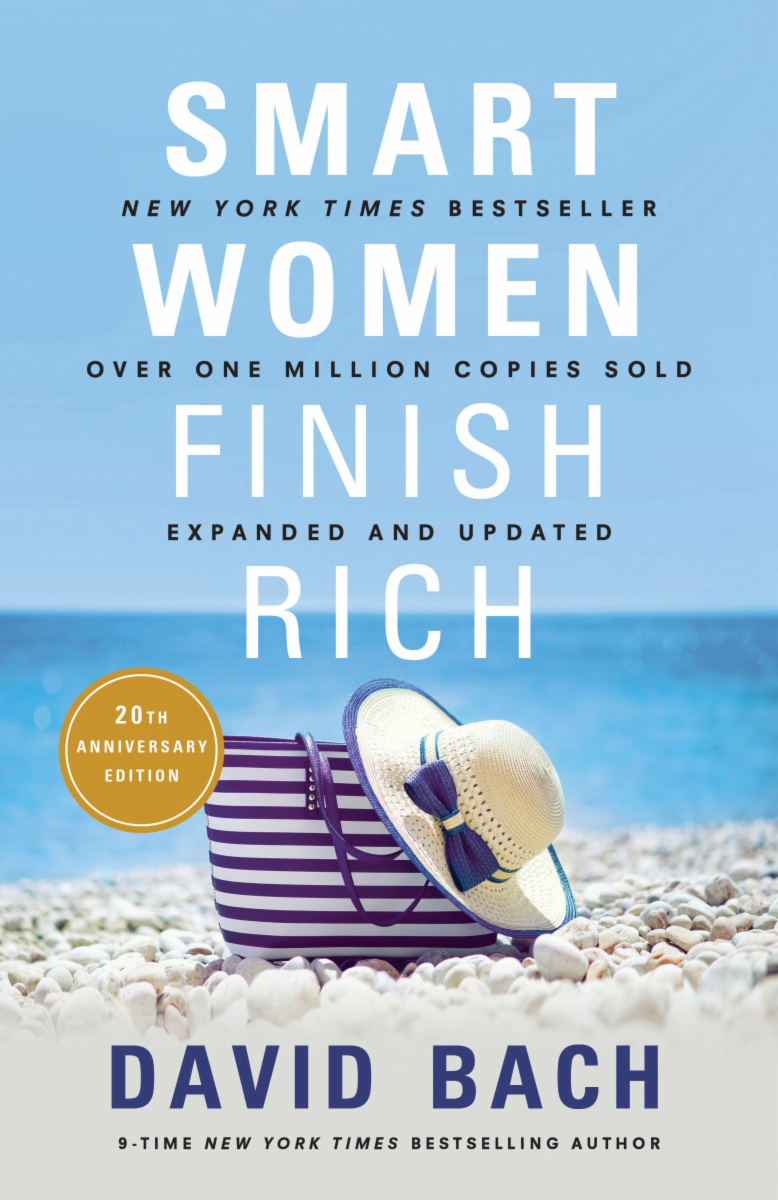 SMART
NEW YORK TIMES BESTSELLER
WOMEN
OVER ONE MILLION COPIES SOLD
FINISH
EXPANDED AND UPDATED
RICH
20TH
ANNIVERSARY
EDITION
DAVID BACH
9-TIME NEW YORK TIMES BESTSELLING AUTHOR